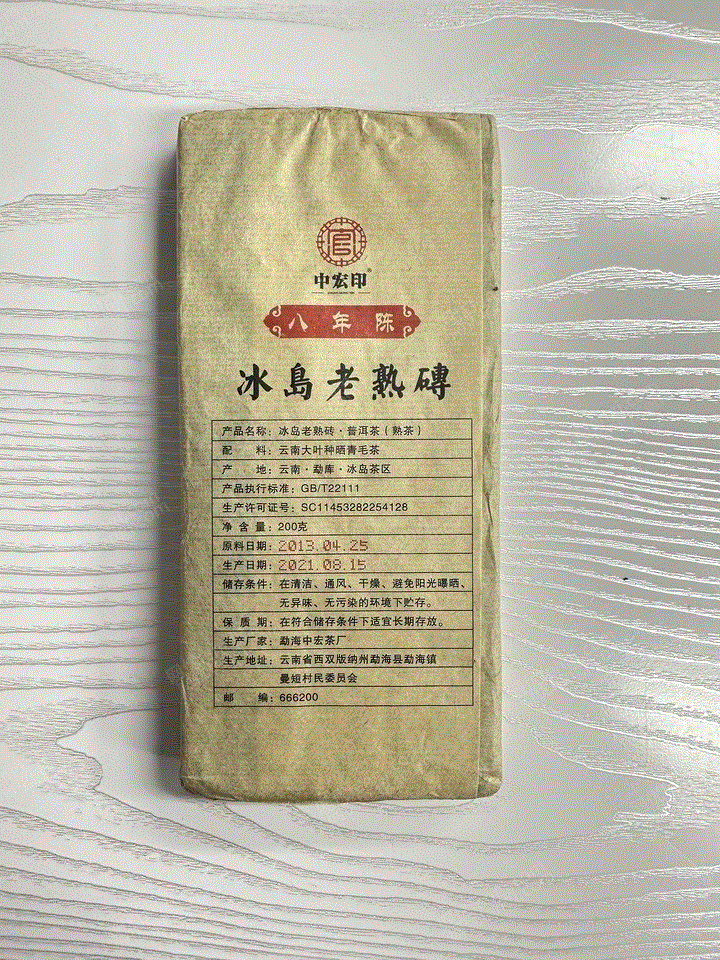 中宏印®
八年陈
冰島老熟磚
产品名称：冰岛老熟砖·普洱茶（熟茶）
配　　料：云南大叶种晒青毛茶
产　　地：云南·勐库·冰岛茶区
产品执行标准：GB/T22111
生产许可证号：SC11453282254128
净 含 量：200克
原料日期：2013.04.25
生产日期：2021.08.15
储存条件：在清洁、通风、干燥、避免阳光曝晒、
无异味、无污染的环境下贮存。
保 质 期：在符合储存条件下适宜长期存放。
生产厂家：勐海中宏茶厂
生产地址：云南省西双版纳州勐海县勐海镇
曼短村民委员会
邮　　编：666200